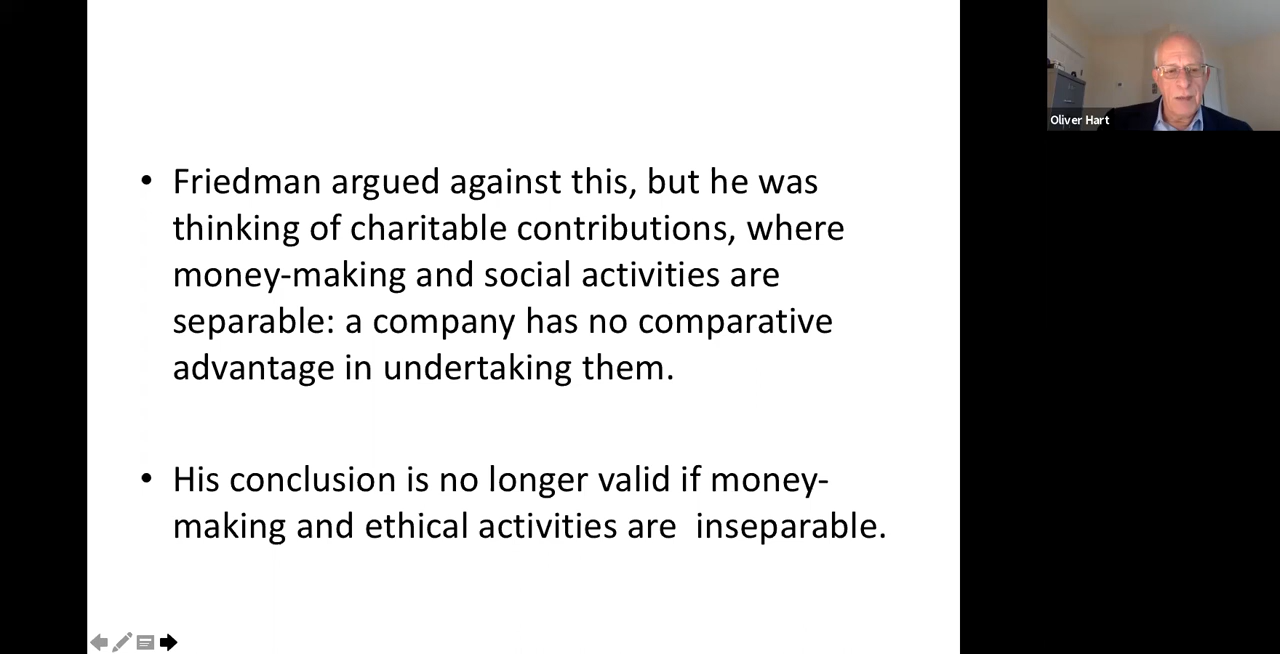 • Friedman argued against this, but he was
thinking of charitable contributions, where
money-making and social activities are
separable: a company has no comparative
advantage in undertaking them.
• His conclusion is no longer valid if money-
making and ethical activities are  inseparable.
Oliver Hart